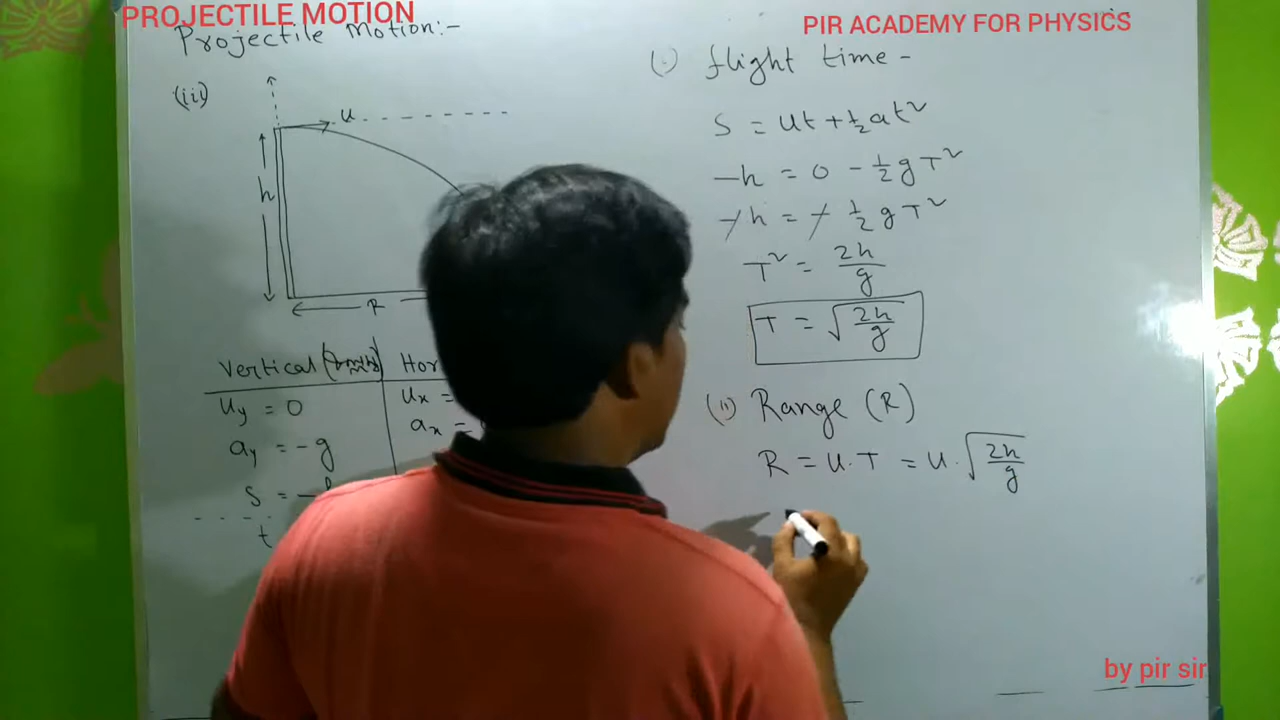 PROJECTILE MOTION
PIR ACADEMY FOR PHYSICS
Projectile Motion:-
(iii)
u
h
R
Vertical
Hor
uy = 0
ux =
ay = -g
ax =
S = -
t
(i) flight time -
S = ut + ½at²
-h = 0 - ½gT²
-h = - ½gT²
T² = 2h/g
T = √(2h/g)
(ii) Range (R)
R = u.T = u.√(2h/g)
by pir sir